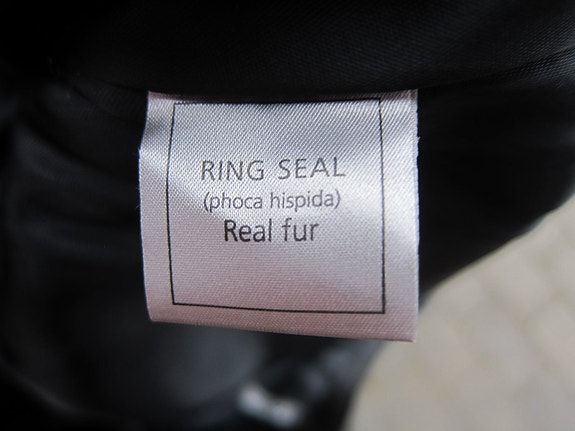 RING SEAL
(phoca hispida)
Real fur